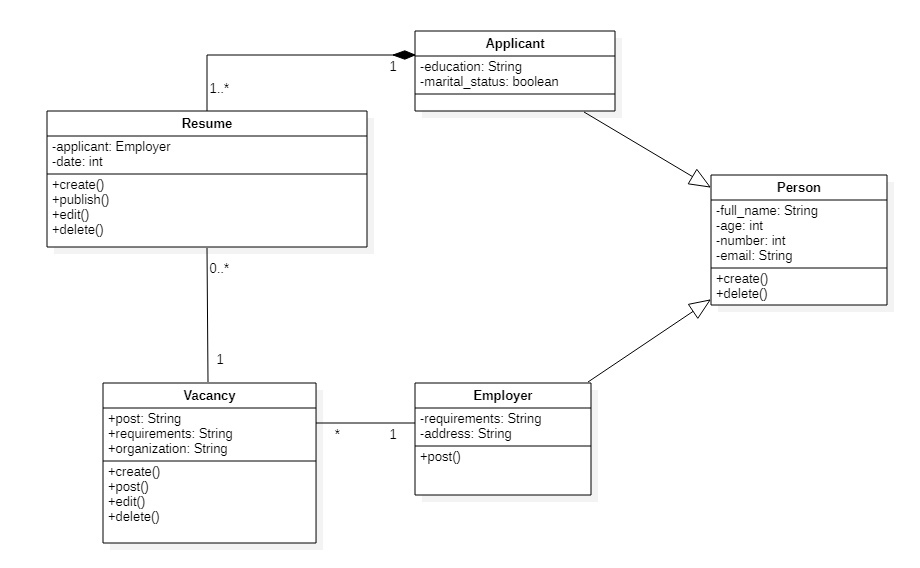 Applicant
-education: String
-marital_status: boolean
1
1..*
Resume
-applicant: Employer
-date: int
+create()
+publish()
+edit()
+delete()
Person
-full_name: String
-age: int
-number: int
-email: String
+create()
+delete()
0..*
1
Vacancy
+post: String
+requirements: String
+organization: String
+create()
+post()
+edit()
+delete()
*
1
Employer
-requirements: String
-address: String
+post()